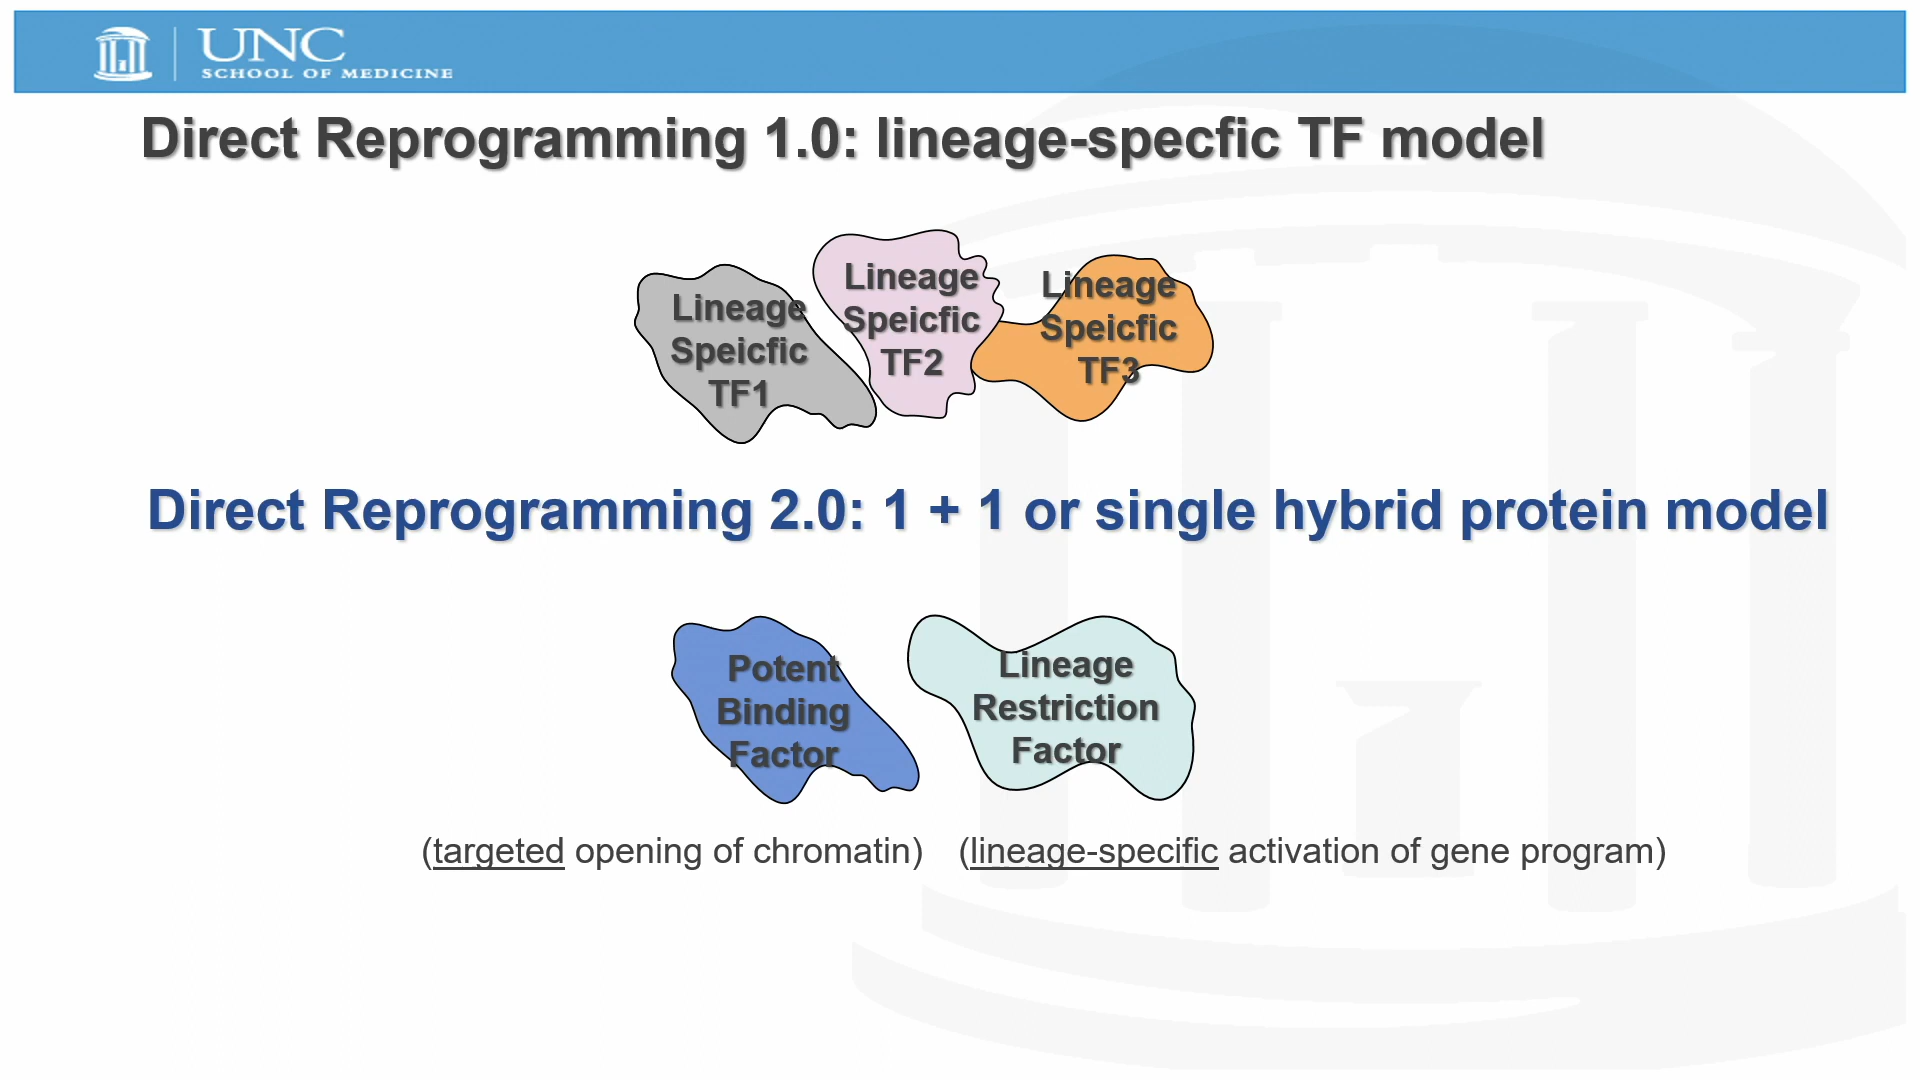 UNC
SCHOOL OF MEDICINE
Direct Reprogramming 1.0: lineage-specfic TF model
Lineage
Speicfic
TF1
Lineage
Speicfic
TF2
Lineage
Speicfic
TF3
Direct Reprogramming 2.0: 1 + 1 or single hybrid protein model
Potent
Binding
Factor
Lineage
Restriction
Factor
(targeted opening of chromatin)
(lineage-specific activation of gene program)